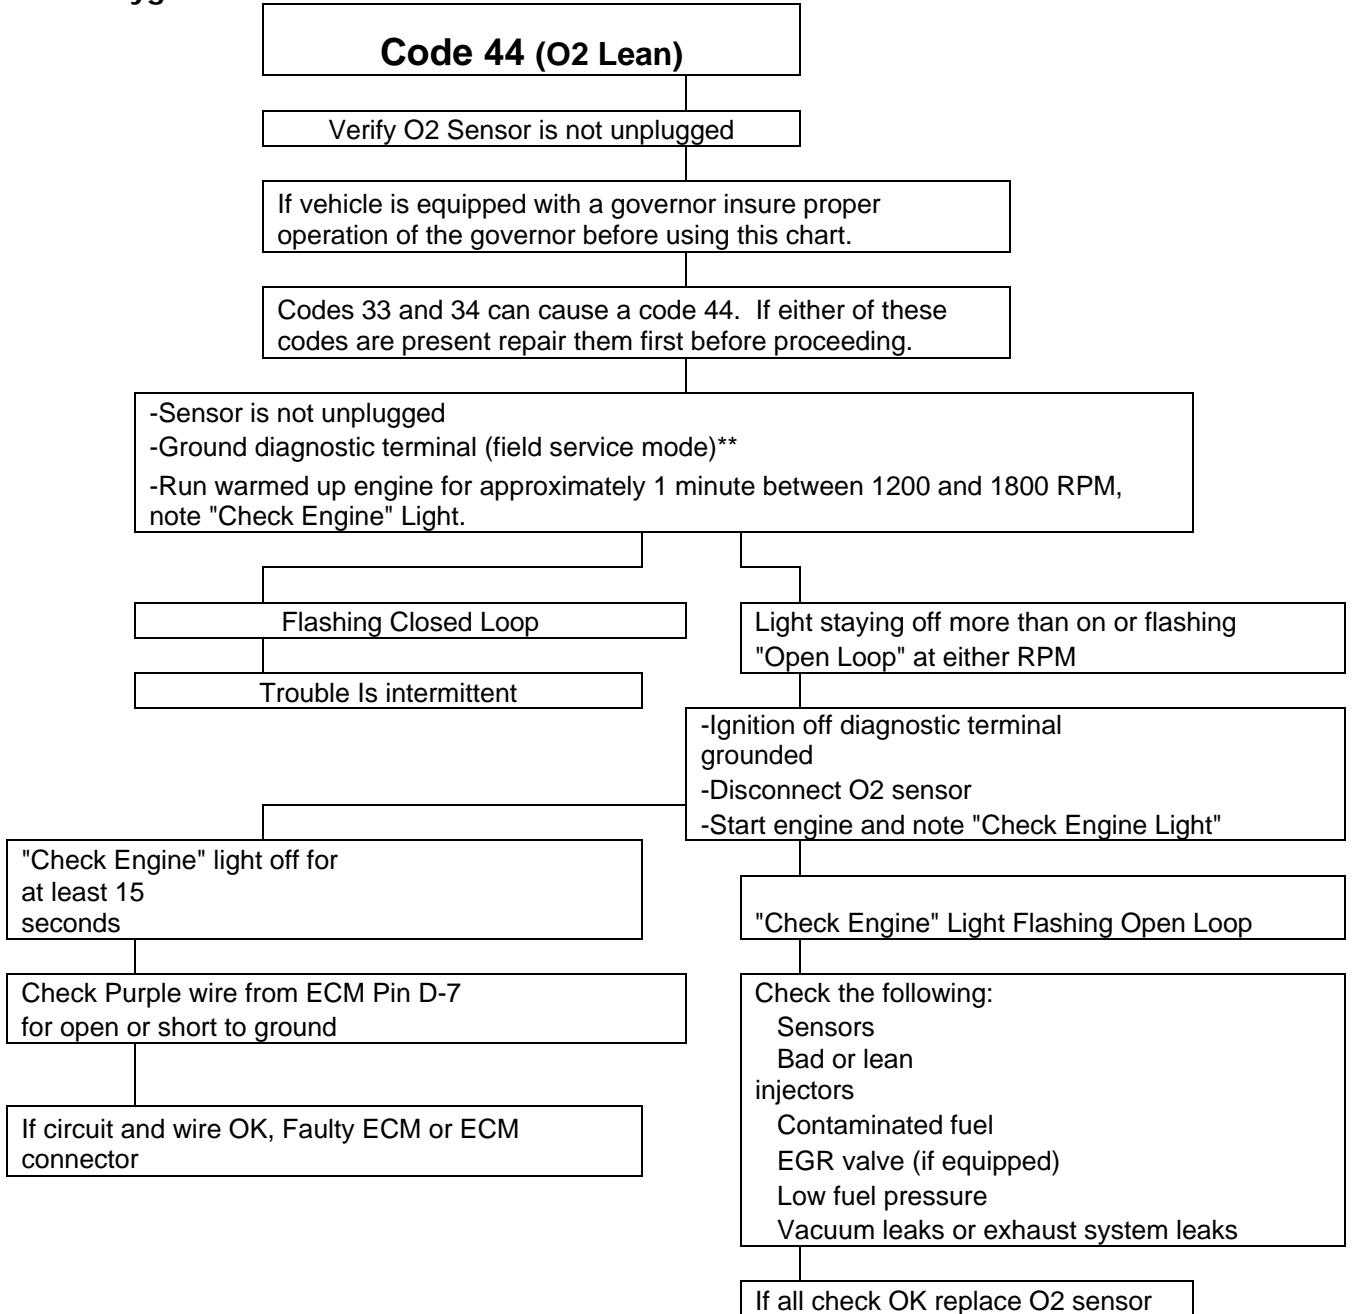 Code 44 (O2 Lean)
Verify O2 Sensor is not unplugged
If vehicle is equipped with a governor insure proper
operation of the governor before using this chart.
Codes 33 and 34 can cause a code 44.  If either of these
codes are present repair them first before proceeding.
-Sensor is not unplugged
-Ground diagnostic terminal (field service mode)**
-Run warmed up engine for approximately 1 minute between 1200 and 1800 RPM,
note "Check Engine" Light.
Flashing Closed Loop
Trouble Is intermittent
Light staying off more than on or flashing
"Open Loop" at either RPM
-Ignition off diagnostic terminal
grounded
-Disconnect O2 sensor
-Start engine and note "Check Engine Light"
"Check Engine" light off for
at least 15
seconds
Check Purple wire from ECM Pin D-7
for open or short to ground
If circuit and wire OK, Faulty ECM or ECM
connector
"Check Engine" Light Flashing Open Loop
Check the following:
Sensors
Bad or lean
injectors
Contaminated fuel
EGR valve (if equipped)
Low fuel pressure
Vacuum leaks or exhaust system leaks
If all check OK replace O2 sensor